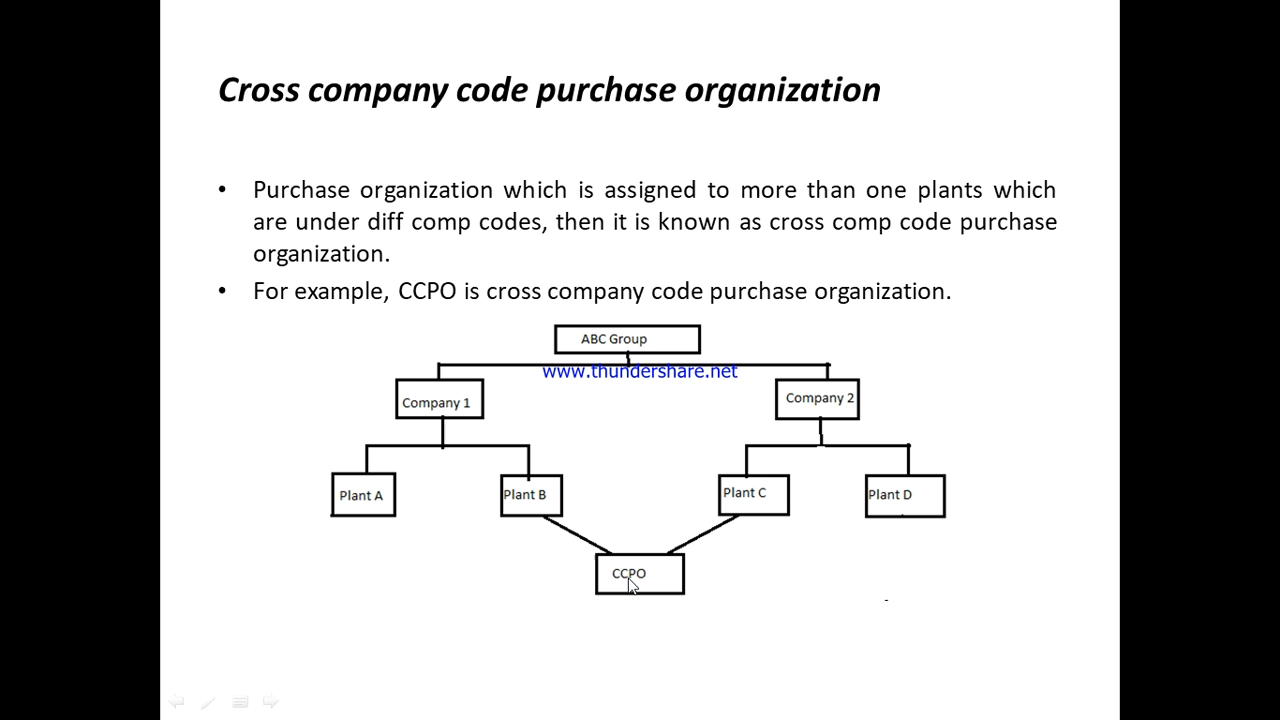 Cross company code purchase organization
• Purchase organization which is assigned to more than one plants which
are under diff comp codes, then it is known as cross comp code purchase
organization.
• For example, CCPO is cross company code purchase organization.
ABC Group
www.thundershare.net
Company 1
Company 2
Plant A
Plant B
Plant C
Plant D
CCPO